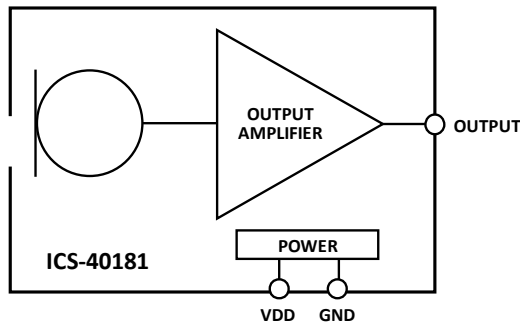 OUTPUT
AMPLIFIER
OUTPUT
POWER
ICS-40181
VDD GND